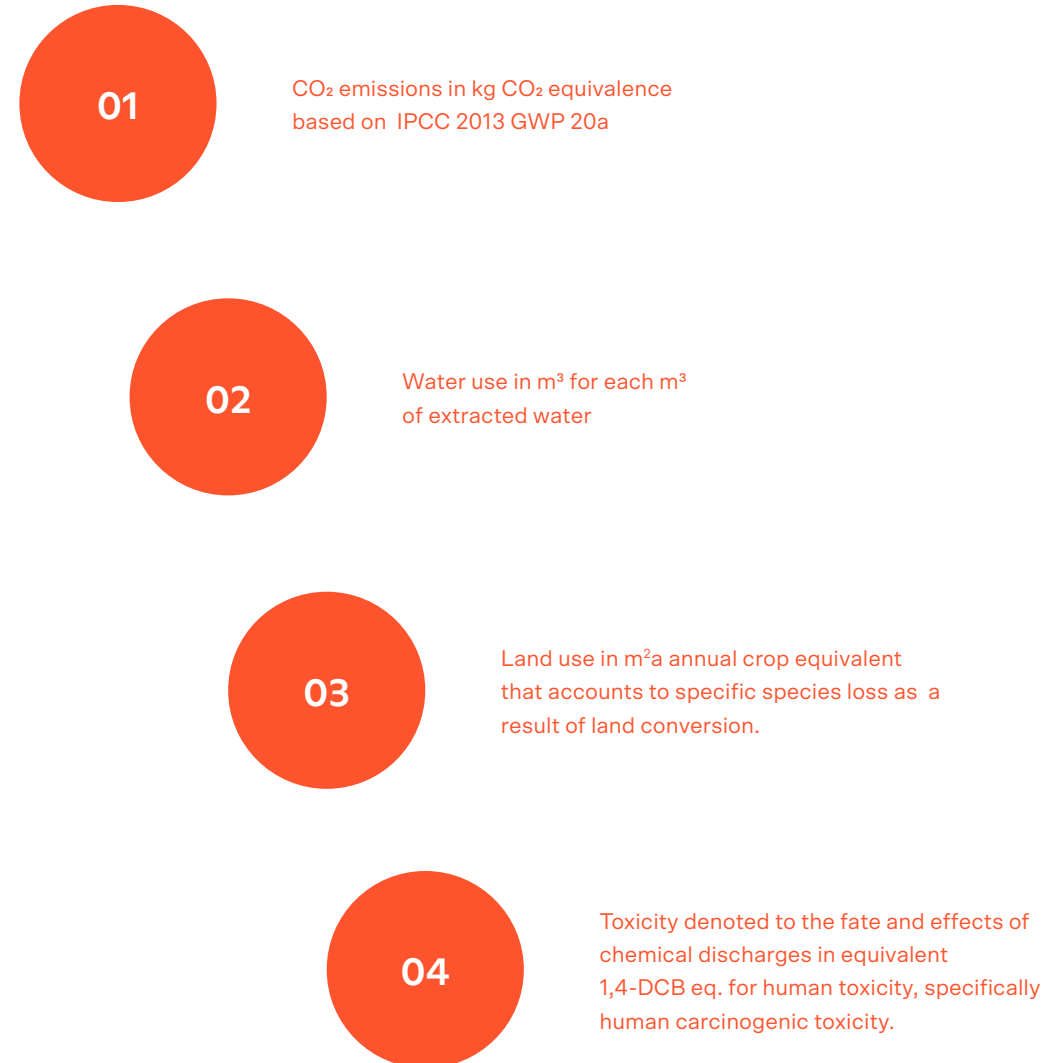 01
CO₂ emissions in kg CO₂ equivalence
based on IPCC 2013 GWP 20a
02
Water use in m³ for each m³
of extracted water
03
Land use in m²a annual crop equivalent
that accounts to specific species loss as a
result of land conversion.
04
Toxicity denoted to the fate and effects of
chemical discharges in equivalent
1,4-DCB eq. for human toxicity, specifically
human carcinogenic toxicity.